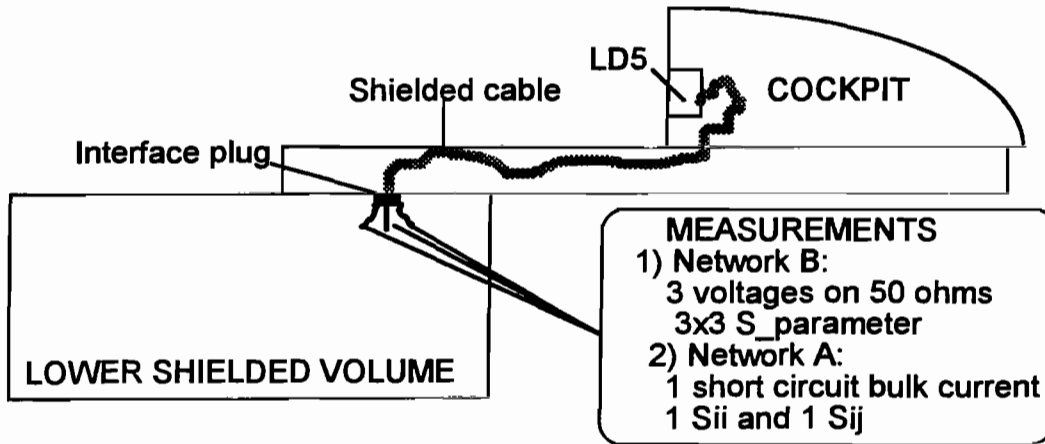 LD5
COCKPIT
Shielded cable
Interface plug
MEASUREMENTS
1) Network B:
3 voltages on 50 ohms
3x3 S_parameter
2) Network A:
1 short circuit bulk current
1 Sii and 1 Sij
LOWER SHIELDED VOLUME